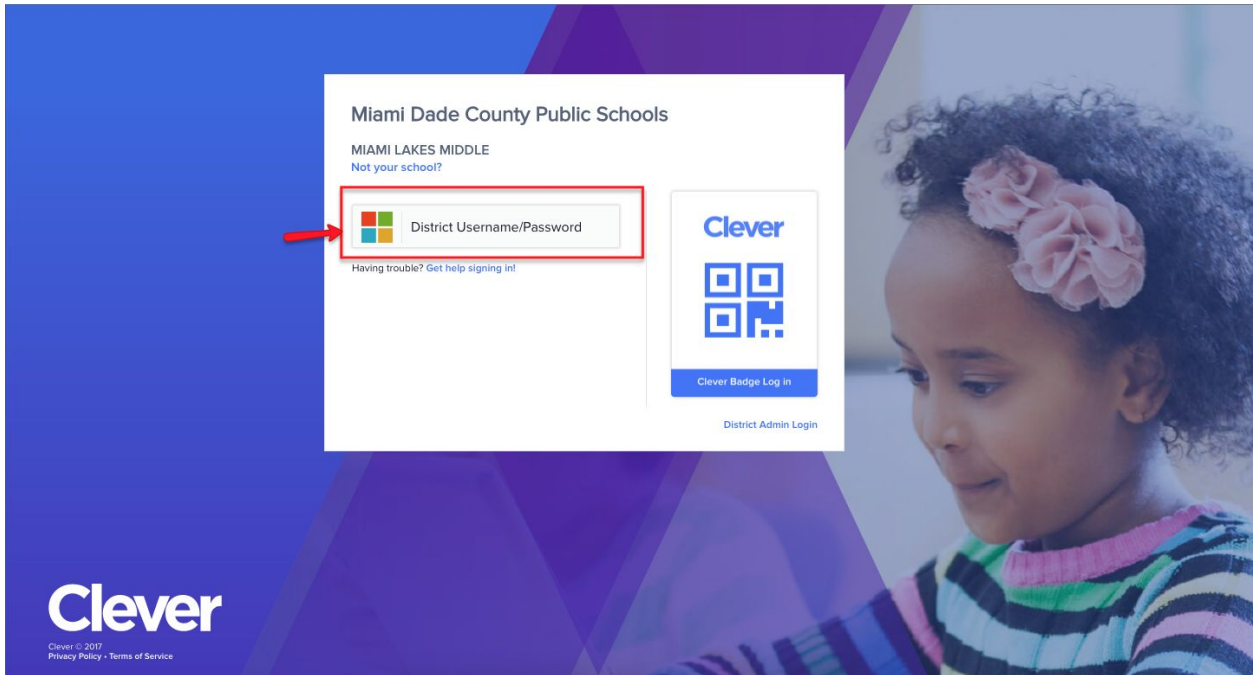 Miami Dade County Public Schools
MIAMI LAKES MIDDLE
Not your school?
District Username/Password
Having trouble? Get help signing in!
Clever
Clever Badge Log in
District Admin Login
Clever
Clever © 2017
Privacy Policy • Terms of Service